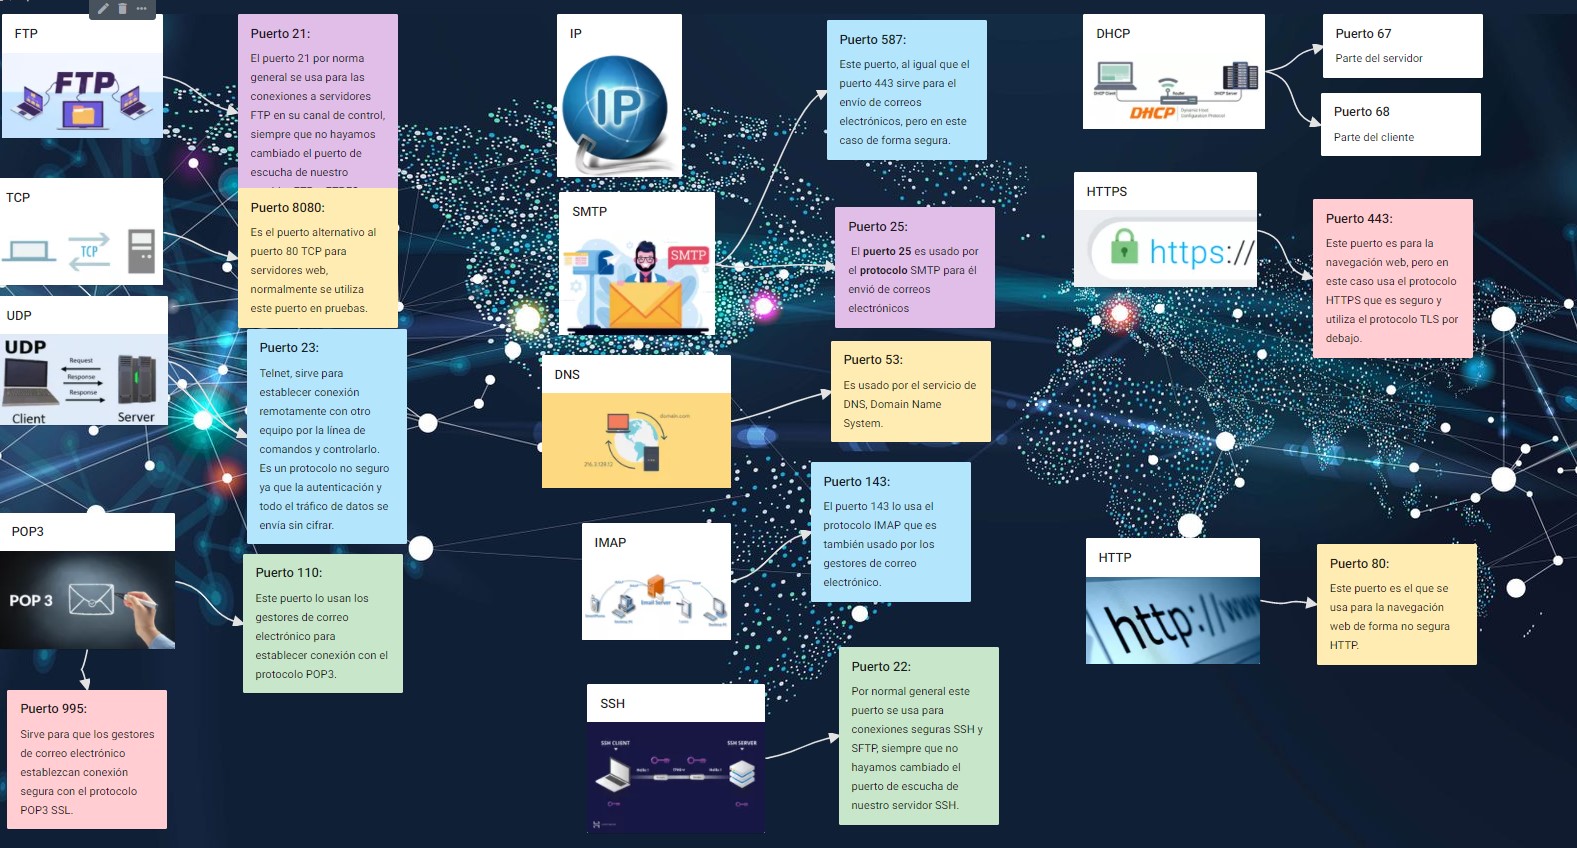 FTP
FTP
Puerto 21:
El puerto 21 por norma
general se usa para las
conexiones a servidores
FTP en su canal de control,
siempre que no hayamos
cambiado el puerto de
escucha de nuestro
TCP
TCP
Puerto 8080:
Es el puerto alternativo al
puerto 80 TCP para
servidores web,
normalmente se utiliza
este puerto en pruebas.
UDP
UDP
Request
Response
Response
Client
Server
Puerto 23:
Telnet, sirve para
establecer conexión
remotamente con otro
equipo por la línea de
comandos y controlarlo.
Es un protocolo no seguro
ya que la autenticación y
todo el tráfico de datos se
envía sin cifrar.
POP3
POP 3
Puerto 110:
Este puerto lo usan los
gestores de correo
electrónico para
establecer conexión con el
protocolo POP3.
Puerto 995:
Sirve para que los gestores
de correo electrónico
establezcan conexión
segura con el protocolo
POP3 SSL.
IP
IP
Puerto 587:
Este puerto, al igual que el
puerto 443 sirve para el
envío de correos
electrónicos, pero en este
caso de forma segura.
SMTP
SMTP
Puerto 25:
El puerto 25 es usado por
el protocolo SMTP para él
envió de correos
electrónicos
DNS
domain.com
Puerto 53:
Es usado por el servicio de
DNS, Domain Name
System.
IMAP
Email Server
Puerto 143:
El puerto 143 lo usa el
protocolo IMAP que es
también usado por los
gestores de correo
electrónico.
SSH
SSH CLIENT
SSH SERVER
Puerto 22:
Por normal general este
puerto se usa para
conexiones seguras SSH y
SFTP, siempre que no
hayamos cambiado el
puerto de escucha de
nuestro servidor SSH.
DHCP
DHCP Client
Router
DHCP Server
DHCP
Dynamic Host
Configuration Protocol
Puerto 67
Parte del servidor
Puerto 68
Parte del cliente
HTTPS
https://
Puerto 443:
Este puerto es para la
navegación web, pero en
este caso usa el protocolo
HTTPS que es seguro y
utiliza el protocolo TLS por
debajo.
HTTP
http://www
Puerto 80:
Este puerto es el que se
usa para la navegación
web de forma no segura
HTTP.